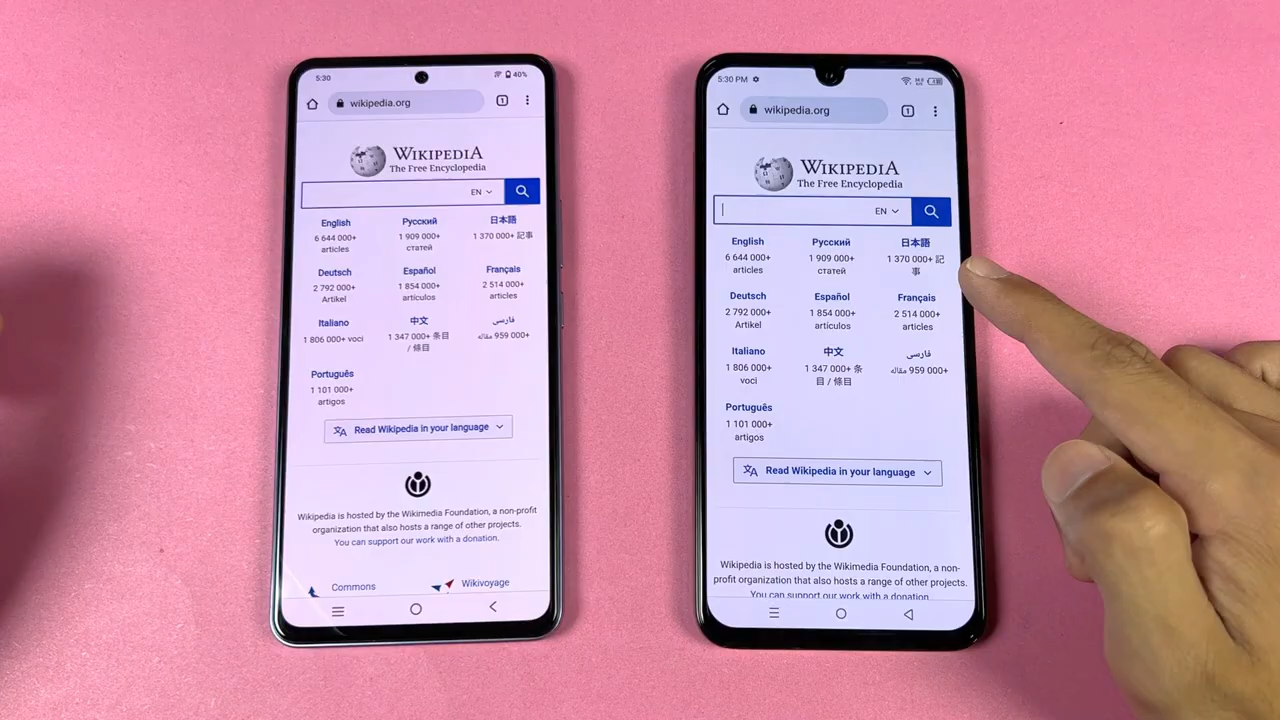 5:30
40%
wikipedia.org
1
WIKIPEDIA
The Free Encyclopedia
EN
English
6 644 000+
articles
Русский
1 909 000+
статей
日本語
1 370 000+ 記事
Deutsch
2 792 000+
Artikel
Español
1 854 000+
artículos
Français
2 514 000+
articles
Italiano
1 806 000+ voci
中文
1 347 000+ 条目
/ 條目
فارسی
959 000+ مقاله
Português
1 101 000+
artigos
Read Wikipedia in your language
Wikipedia is hosted by the Wikimedia Foundation, a non-profit
organization that also hosts a range of other projects.
You can support our work with a donation.
Commons
Wikivoyage
5:30 PM
wikipedia.org
1
WIKIPEDIA
The Free Encyclopedia
EN
English
6 644 000+
articles
Русский
1 909 000+
статей
日本語
1 370 000+ 記
事
Deutsch
2 792 000+
Artikel
Español
1 854 000+
artículos
Français
2 514 000+
articles
Italiano
1 806 000+
voci
中文
1 347 000+ 条
目 / 條目
فارسی
959 000+ مقاله
Português
1 101 000+
artigos
Read Wikipedia in your language
Wikipedia is hosted by the Wikimedia Foundation, a non-
profit organization that also hosts a range of other projects.
You can support our work with a donation.